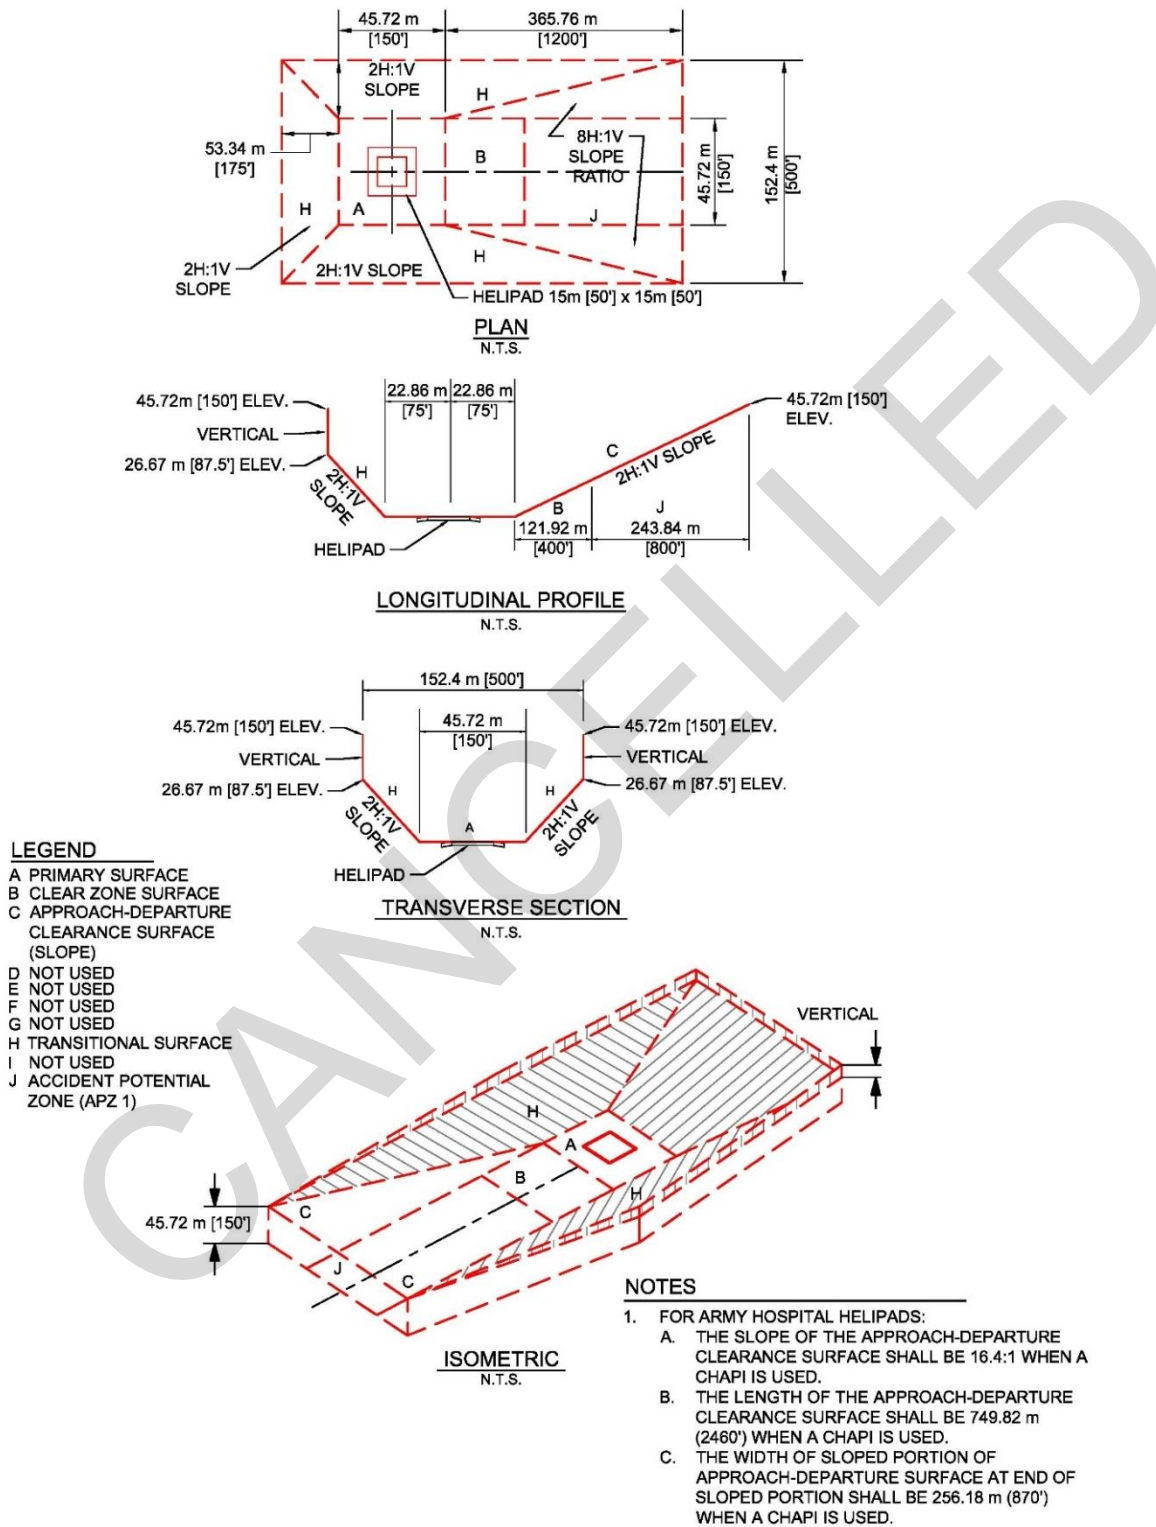 45.72 m
[150']
365.76 m
[1200']
2H:1V
SLOPE
H
53.34 m
[175']
8H:1V
SLOPE
RATIO
B
45.72 m
[150']
152.4 m
[500']
H
A
J
H
2H:1V
SLOPE
2H:1V SLOPE
HELIPAD 15m [50'] x 15m [50']
PLAN
N.T.S.
45.72m [150'] ELEV.
VERTICAL
26.67 m [87.5'] ELEV.
22.86 m
[75']
22.86 m
[75']
45.72m [150']
ELEV.
H
2H:1V
SLOPE
C
2H:1V SLOPE
B
J
121.92 m
[400']
243.84 m
[800']
HELIPAD
LONGITUDINAL PROFILE
N.T.S.
152.4 m [500']
45.72m [150'] ELEV.
45.72 m
[150']
45.72m [150'] ELEV.
VERTICAL
VERTICAL
26.67 m [87.5'] ELEV.
26.67 m [87.5'] ELEV.
H
H
2H:1V
SLOPE
A
2H:1V
SLOPE
HELIPAD
TRANSVERSE SECTION
N.T.S.
LEGEND
A PRIMARY SURFACE
B CLEAR ZONE SURFACE
C APPROACH-DEPARTURE
CLEARANCE SURFACE
(SLOPE)
D NOT USED
E NOT USED
F NOT USED
G NOT USED
H TRANSITIONAL SURFACE
I NOT USED
J ACCIDENT POTENTIAL
ZONE (APZ 1)
VERTICAL
H
A
B
H
C
45.72 m [150']
J
C
ISOMETRIC
N.T.S.
NOTES
1. FOR ARMY HOSPITAL HELIPADS:
A. THE SLOPE OF THE APPROACH-DEPARTURE
CLEARANCE SURFACE SHALL BE 16.4:1 WHEN A
CHAPI IS USED.
B. THE LENGTH OF THE APPROACH-DEPARTURE
CLEARANCE SURFACE SHALL BE 749.82 m
(2460') WHEN A CHAPI IS USED.
C. THE WIDTH OF SLOPED PORTION OF
APPROACH-DEPARTURE SURFACE AT END OF
SLOPED PORTION SHALL BE 256.18 m (870')
WHEN A CHAPI IS USED.
CANCELLED